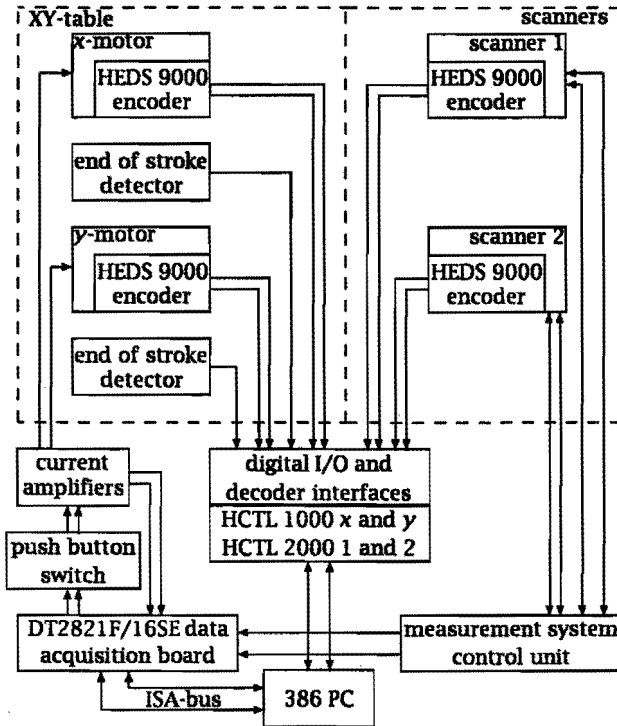 XY-table
scanners
x-motor
HEDS 9000
encoder
scanner 1
HEDS 9000
encoder
end of stroke
detector
y-motor
HEDS 9000
encoder
scanner 2
HEDS 9000
encoder
end of stroke
detector
current
amplifiers
digital I/O and
decoder interfaces
HCTL 1000 x and y
HCTL 2000 1 and 2
push button
switch
DT2821F/16SE data
acquisition board
measurement system
control unit
ISA-bus
386 PC